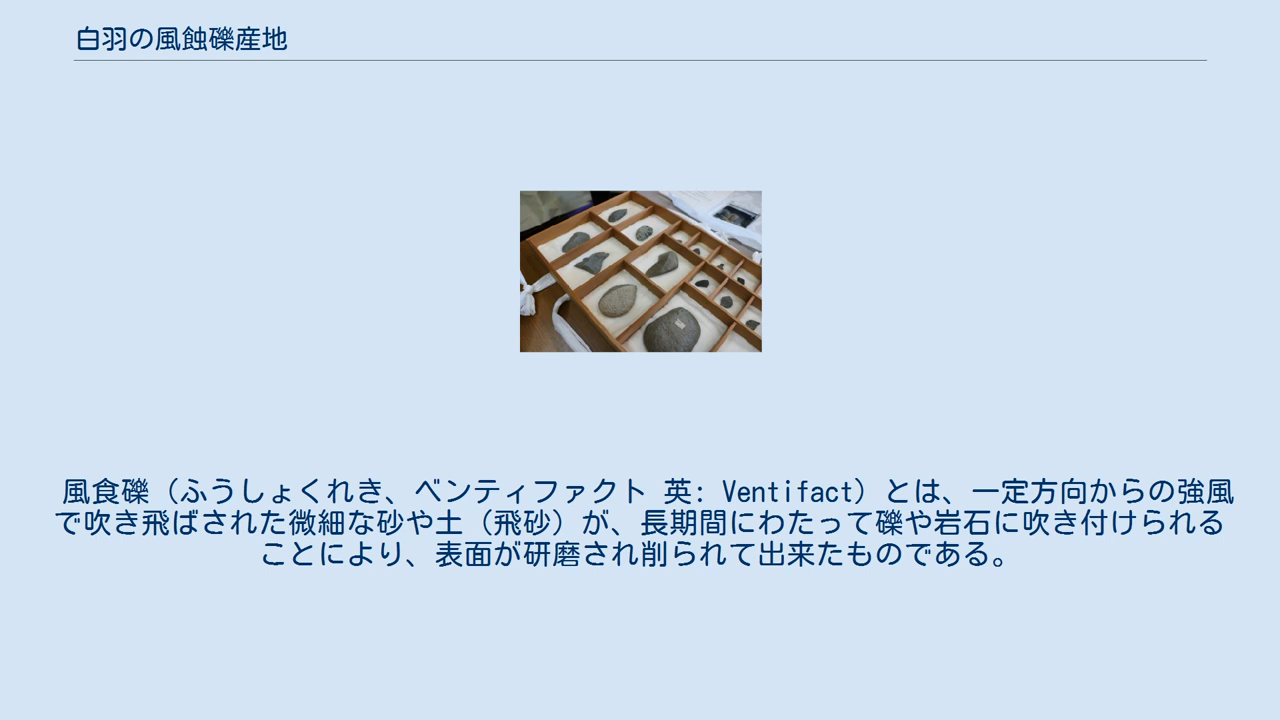 白羽の風蝕礫産地
風食礫（ふうしょくれき、ベンティファクト 英: Ventifact）とは、一定方向からの強風
で吹き飛ばされた微細な砂や土（飛砂）が、長期間にわたって礫や岩石に吹き付けられる
ことにより、表面が研磨され削られて出来たものである。